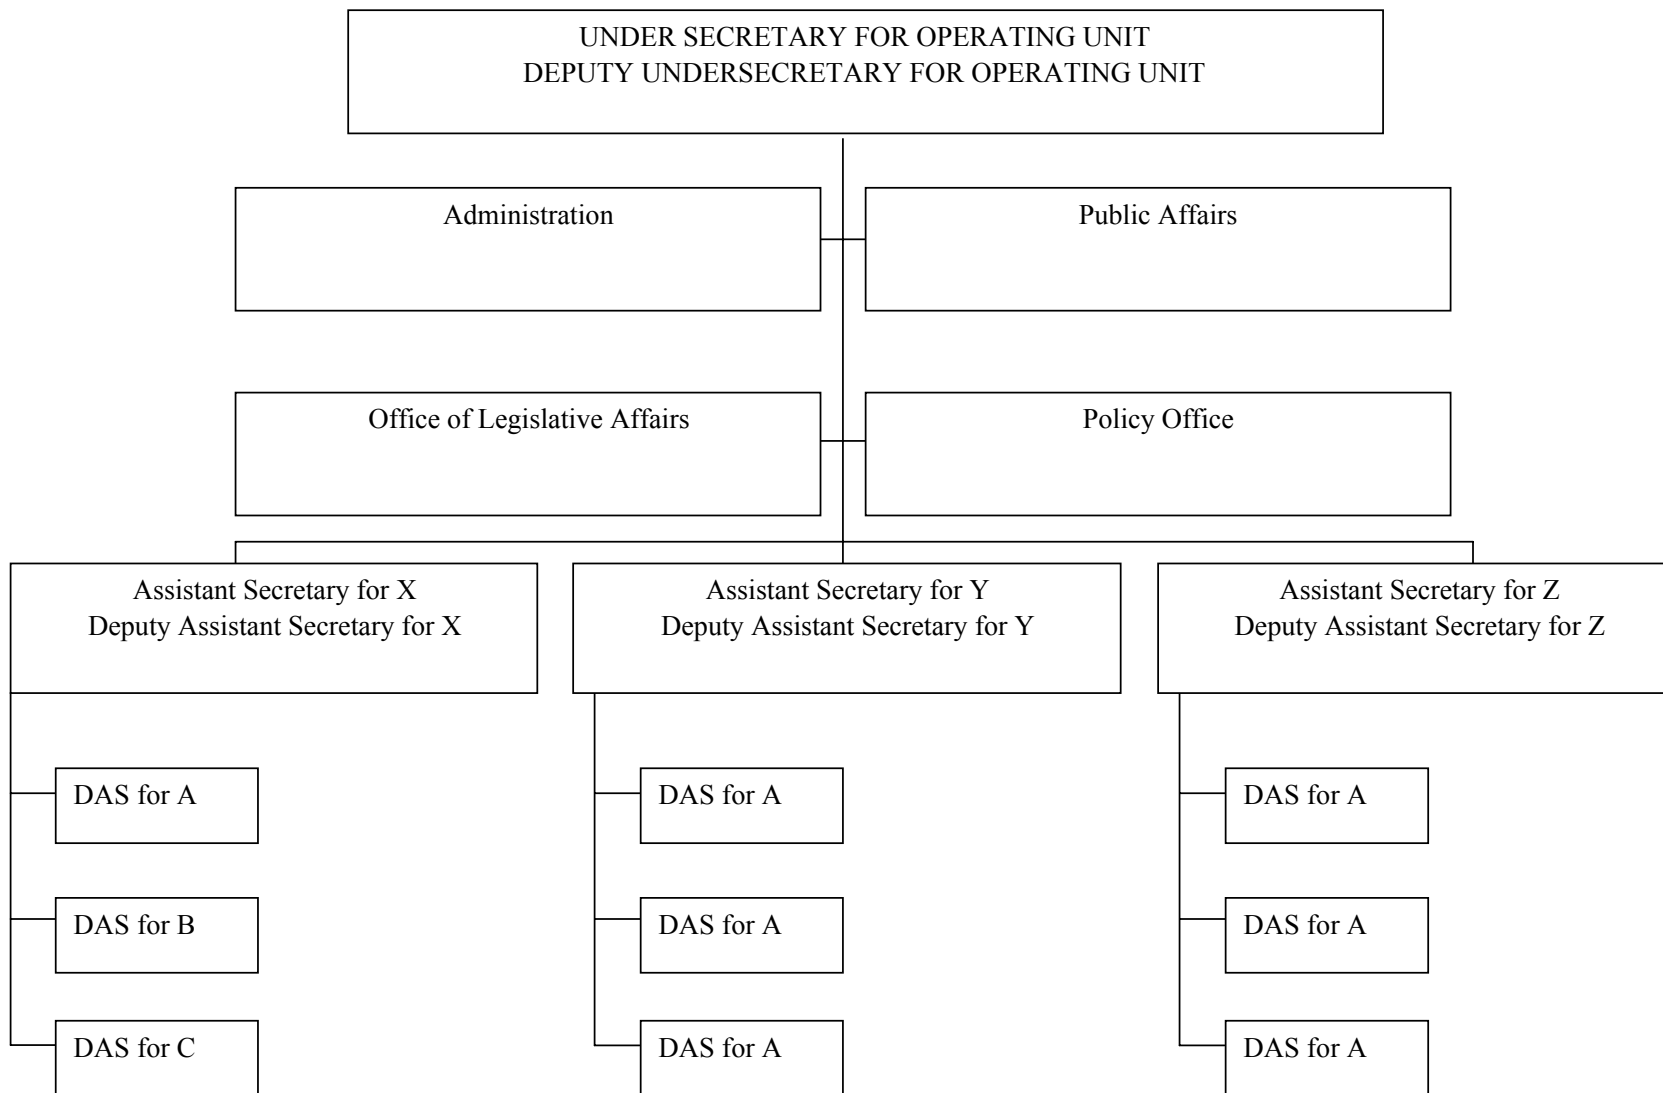 UNDER SECRETARY FOR OPERATING UNIT
DEPUTY UNDERSECRETARY FOR OPERATING UNIT
Administration
Public Affairs
Office of Legislative Affairs
Policy Office
Assistant Secretary for X
Deputy Assistant Secretary for X
Assistant Secretary for Y
Deputy Assistant Secretary for Y
Assistant Secretary for Z
Deputy Assistant Secretary for Z
DAS for A
DAS for A
DAS for A
DAS for B
DAS for A
DAS for A
DAS for C
DAS for A
DAS for A